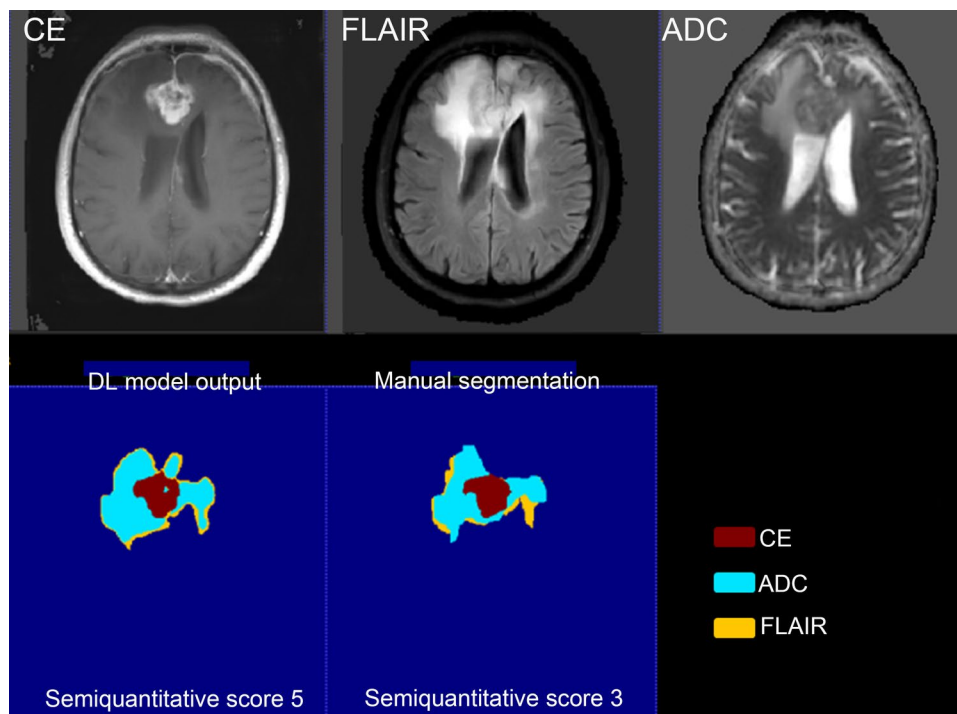 CE
FLAIR
ADC
DL model output
Manual segmentation
CE
ADC
FLAIR
Semiquantitative score 5
Semiquantitative score 3